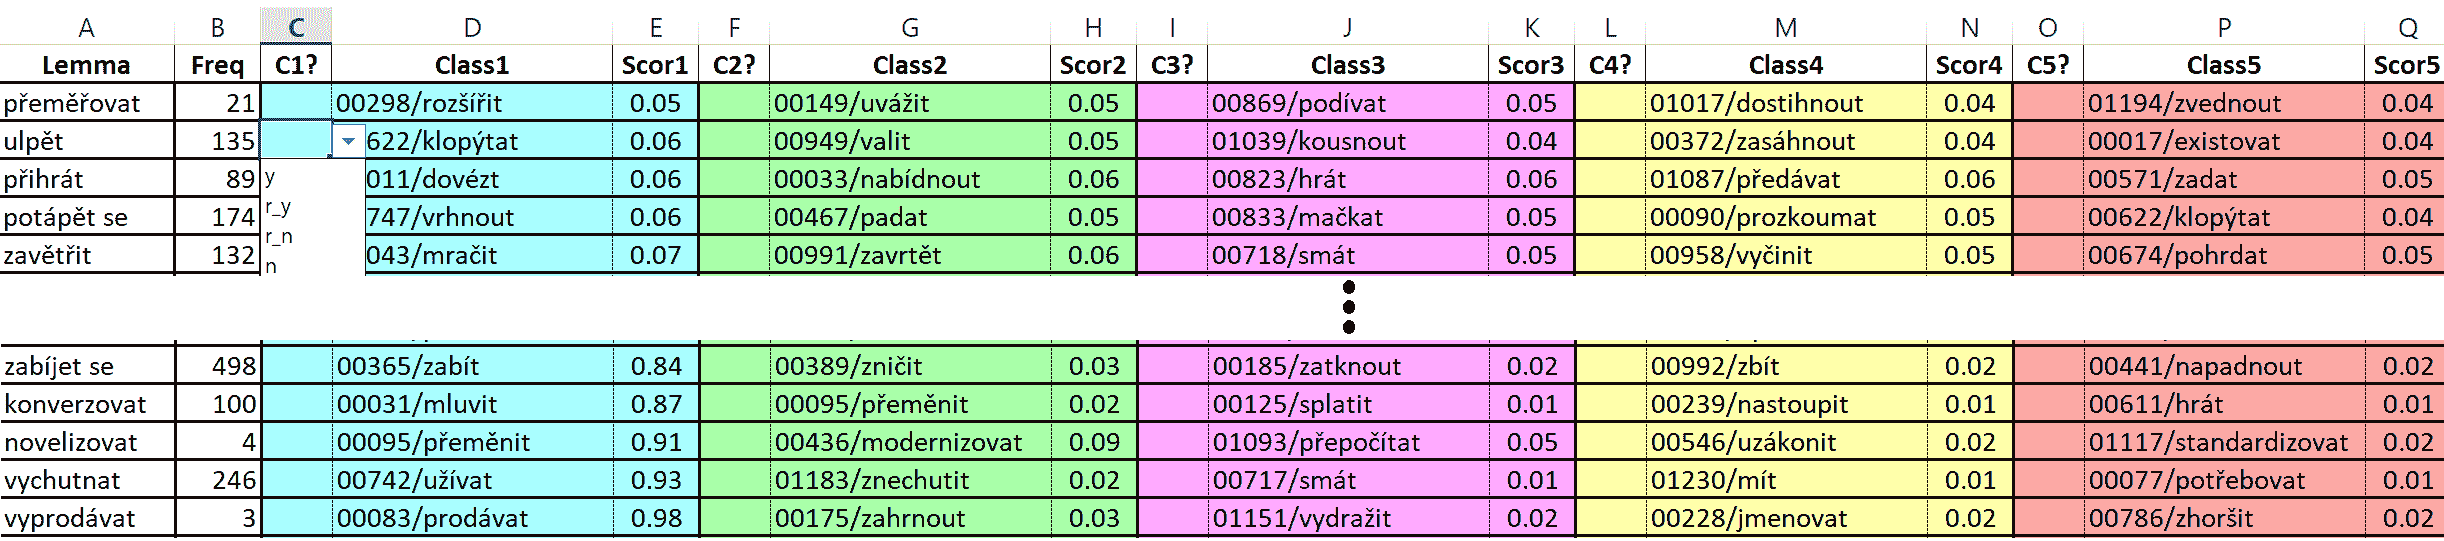 A B C D E F G H I J K L M N O P Q
Lemma Freq C1? Class1 Scor1 C2? Class2 Scor2 C3? Class3 Scor3 C4? Class4 Scor4 C5? Class5 Scor5
přeměřovat 21 00298/rozšířit 0.05 00149/uvážit 0.05 00869/podívat 0.05 01017/dostihnout 0.04 01194/zvednout 0.04
ulpět 135 622/klopýtat 0.06 00949/valit 0.05 01039/kousnout 0.04 00372/zasáhnout 0.04 00017/existovat 0.04
přihrát 89 y 011/dovézt 0.06 00033/nabídnout 0.06 00823/hrát 0.06 01087/předávat 0.06 00571/zadat 0.05
potápět se 174 r_y 747/vrhnout 0.06 00467/padat 0.05 00833/mačkat 0.05 00090/prozkoumat 0.05 00622/klopýtat 0.04
r_n
zavětřit 132 n 043/mračit 0.07 00991/zavrtět 0.06 00718/smát 0.05 00958/vyčinit 0.05 00674/pohrdat 0.05
zabíjet se 498 00365/zabít 0.84 00389/zničit 0.03 00185/zatknout 0.02 00992/zbít 0.02 00441/napadnout 0.02
konverzovat 100 00031/mluvit 0.87 00095/přeměnit 0.02 00125/splatit 0.01 00239/nastoupit 0.01 00611/hrát 0.01
novelizovat 4 00095/přeměnit 0.91 00436/modernizovat 0.09 01093/přepočítat 0.05 00546/uzákonit 0.02 01117/standardizovat 0.02
vychutnat 246 00742/užívat 0.93 01183/znechutit 0.02 00717/smát 0.01 01230/mít 0.01 00077/potřebovat 0.01
vyprodávat 3 00083/prodávat 0.98 00175/zahrnout 0.03 01151/vydražit 0.02 00228/jmenovat 0.02 00786/zhoršit 0.02